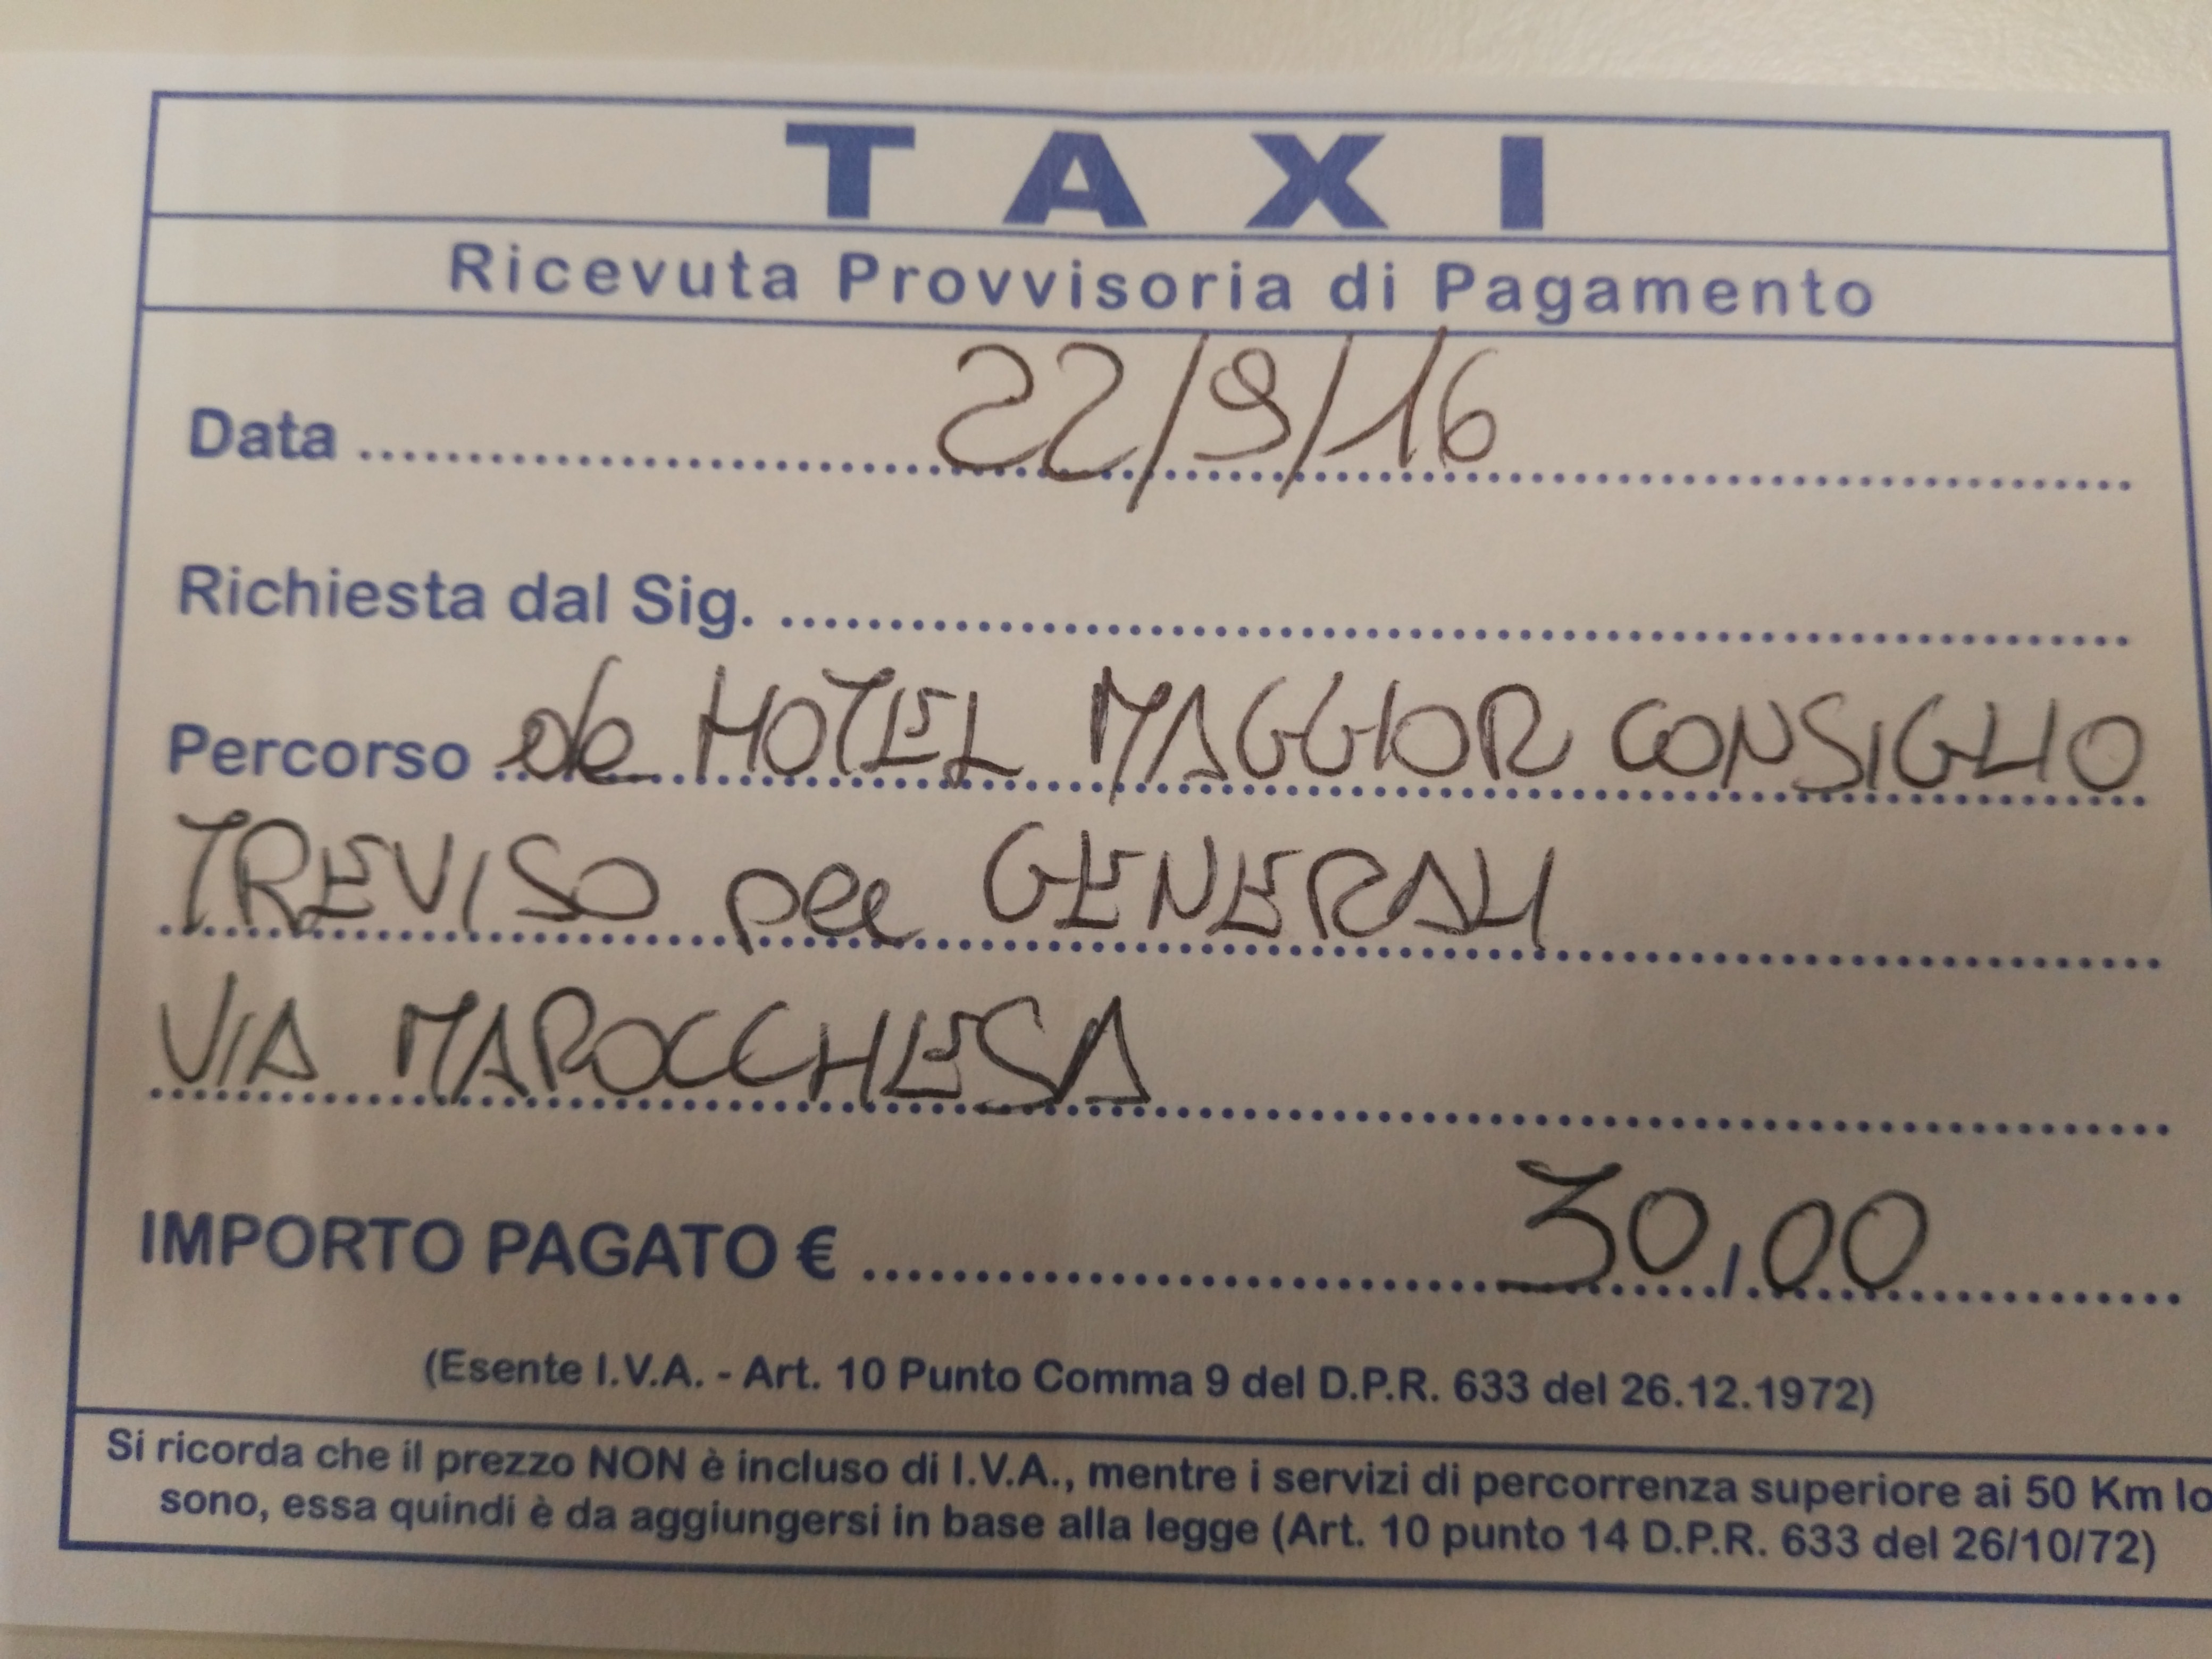 TAXI
Ricevuta Provvisoria di Pagamento
Data 22/9/16
Richiesta dal Sig.
Percorso da HOTEL MAGGIOR CONSIGLIO
TREVISO per GENERALI
VIA MAROCCHESA
IMPORTO PAGATO € 30,00
(Esente I.V.A. - Art. 10 Punto Comma 9 del D.P.R. 633 del 26.12.1972)
Si ricorda che il prezzo NON è incluso di I.V.A., mentre i servizi di percorrenza superiore ai 50 Km lo
sono, essa quindi è da aggiungersi in base alla legge (Art. 10 punto 14 D.P.R. 633 del 26/10/72)